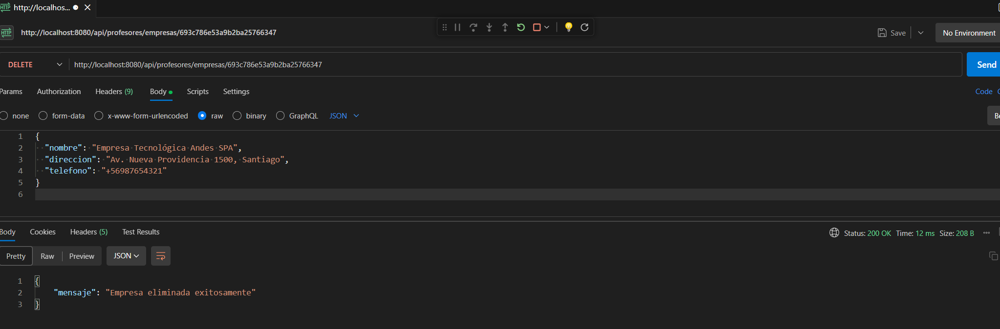 HTTP http://localhos...
HTTP http://localhost:8080/api/profesores/empresas/693c786e53a9b2ba25766347
Save
No Environment
DELETE http://localhost:8080/api/profesores/empresas/693c786e53a9b2ba25766347
Send
Params Authorization Headers (9) Body Scripts Settings
Code
none form-data x-www-form-urlencoded raw binary GraphQL JSON
Be
1 {
2 "nombre": "Empresa Tecnológica Andes SPA",
3 "direccion": "Av. Nueva Providencia 1500, Santiago",
4 "telefono": "+56987654321"
5 }
6
Body Cookies Headers (5) Test Results
Status: 200 OK Time: 12 ms Size: 208 B
Pretty Raw Preview JSON
1 {
2 "mensaje": "Empresa eliminada exitosamente"
3 }